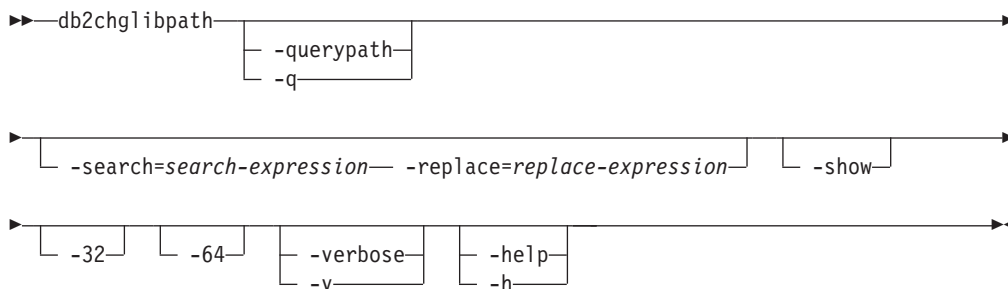 db2chglibpath
-querypath
-q
-search=search-expression -replace=replace-expression -show
-32 -64 -verbose -help
-v -h